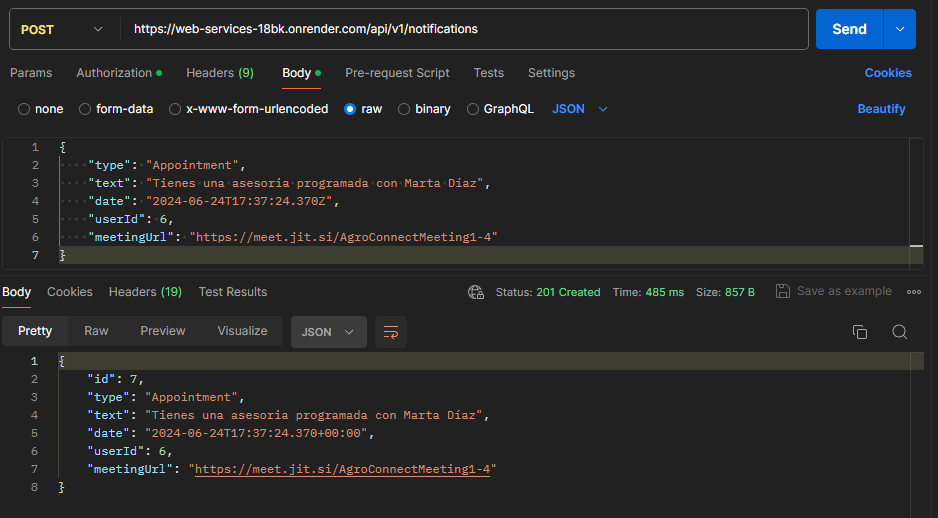 POST https://web-services-18bk.onrender.com/api/v1/notifications Send
Params Authorization Headers (9) Body Pre-request Script Tests Settings Cookies
none form-data x-www-form-urlencoded raw binary GraphQL JSON Beautify
1 {
2 "type": "Appointment",
3 "text": "Tienes una asesoria programada con Marta Díaz",
4 "date": "2024-06-24T17:37:24.370Z",
5 "userId": 6,
6 "meetingUrl": "https://meet.jit.si/AgroConnectMeeting1-4"
7 }
Body Cookies Headers (19) Test Results Status: 201 Created Time: 485 ms Size: 857 B Save as example
Pretty Raw Preview Visualize JSON
1 {
2 "id": 7,
3 "type": "Appointment",
4 "text": "Tienes una asesoria programada con Marta Díaz",
5 "date": "2024-06-24T17:37:24.370+00:00",
6 "userId": 6,
7 "meetingUrl": "https://meet.jit.si/AgroConnectMeeting1-4"
8 }